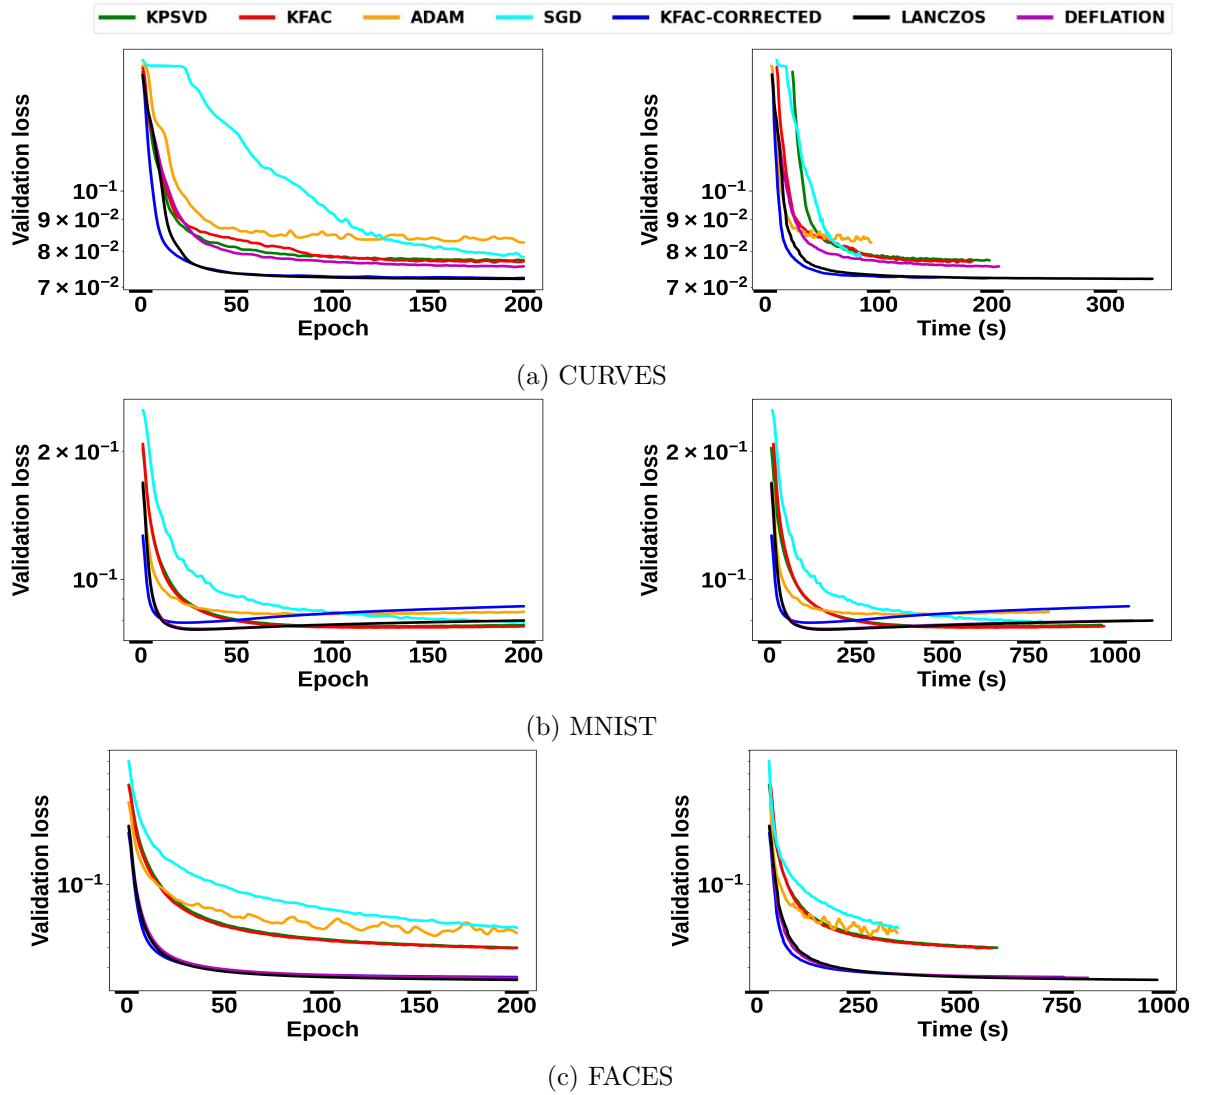 KPSVD KFAC ADAM SGD KFAC-CORRECTED LANCZOS DEFLATION
Validation loss
10⁻¹
9 × 10⁻²
8 × 10⁻²
7 × 10⁻²
0 50 100 150 200
Epoch
Validation loss
10⁻¹
9 × 10⁻²
8 × 10⁻²
7 × 10⁻²
0 100 200 300
Time (s)
(a) CURVES
Validation loss
2 × 10⁻¹
10⁻¹
0 50 100 150 200
Epoch
Validation loss
2 × 10⁻¹
10⁻¹
0 250 500 750 1000
Time (s)
(b) MNIST
Validation loss
10⁻¹
0 50 100 150 200
Epoch
Validation loss
10⁻¹
0 250 500 750 1000
Time (s)
(c) FACES